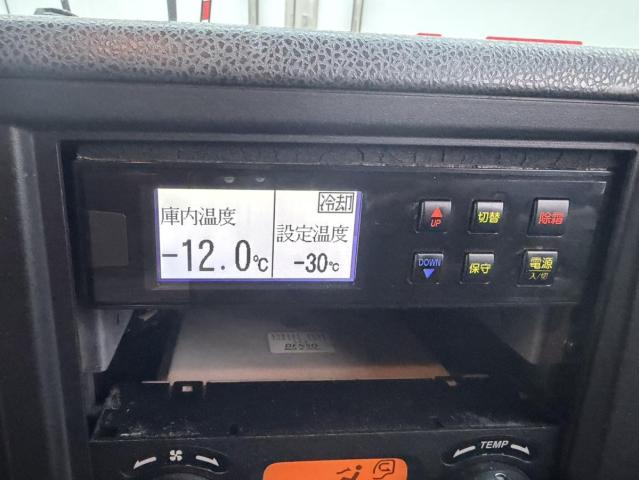 庫内温度
-12.0℃
冷却
設定温度
-30℃
UP
切替
除霜
DOWN
保守
電源
入/切
TEMP